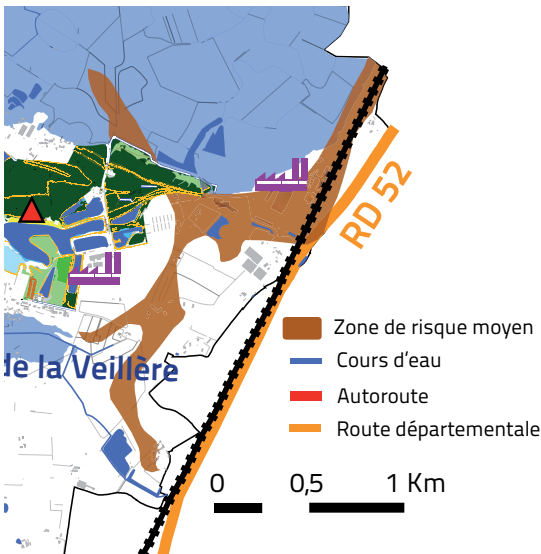 RD 52
de la Veillère
Zone de risque moyen
Cours d'eau
Autoroute
Route départementale
0 0,5 1 Km